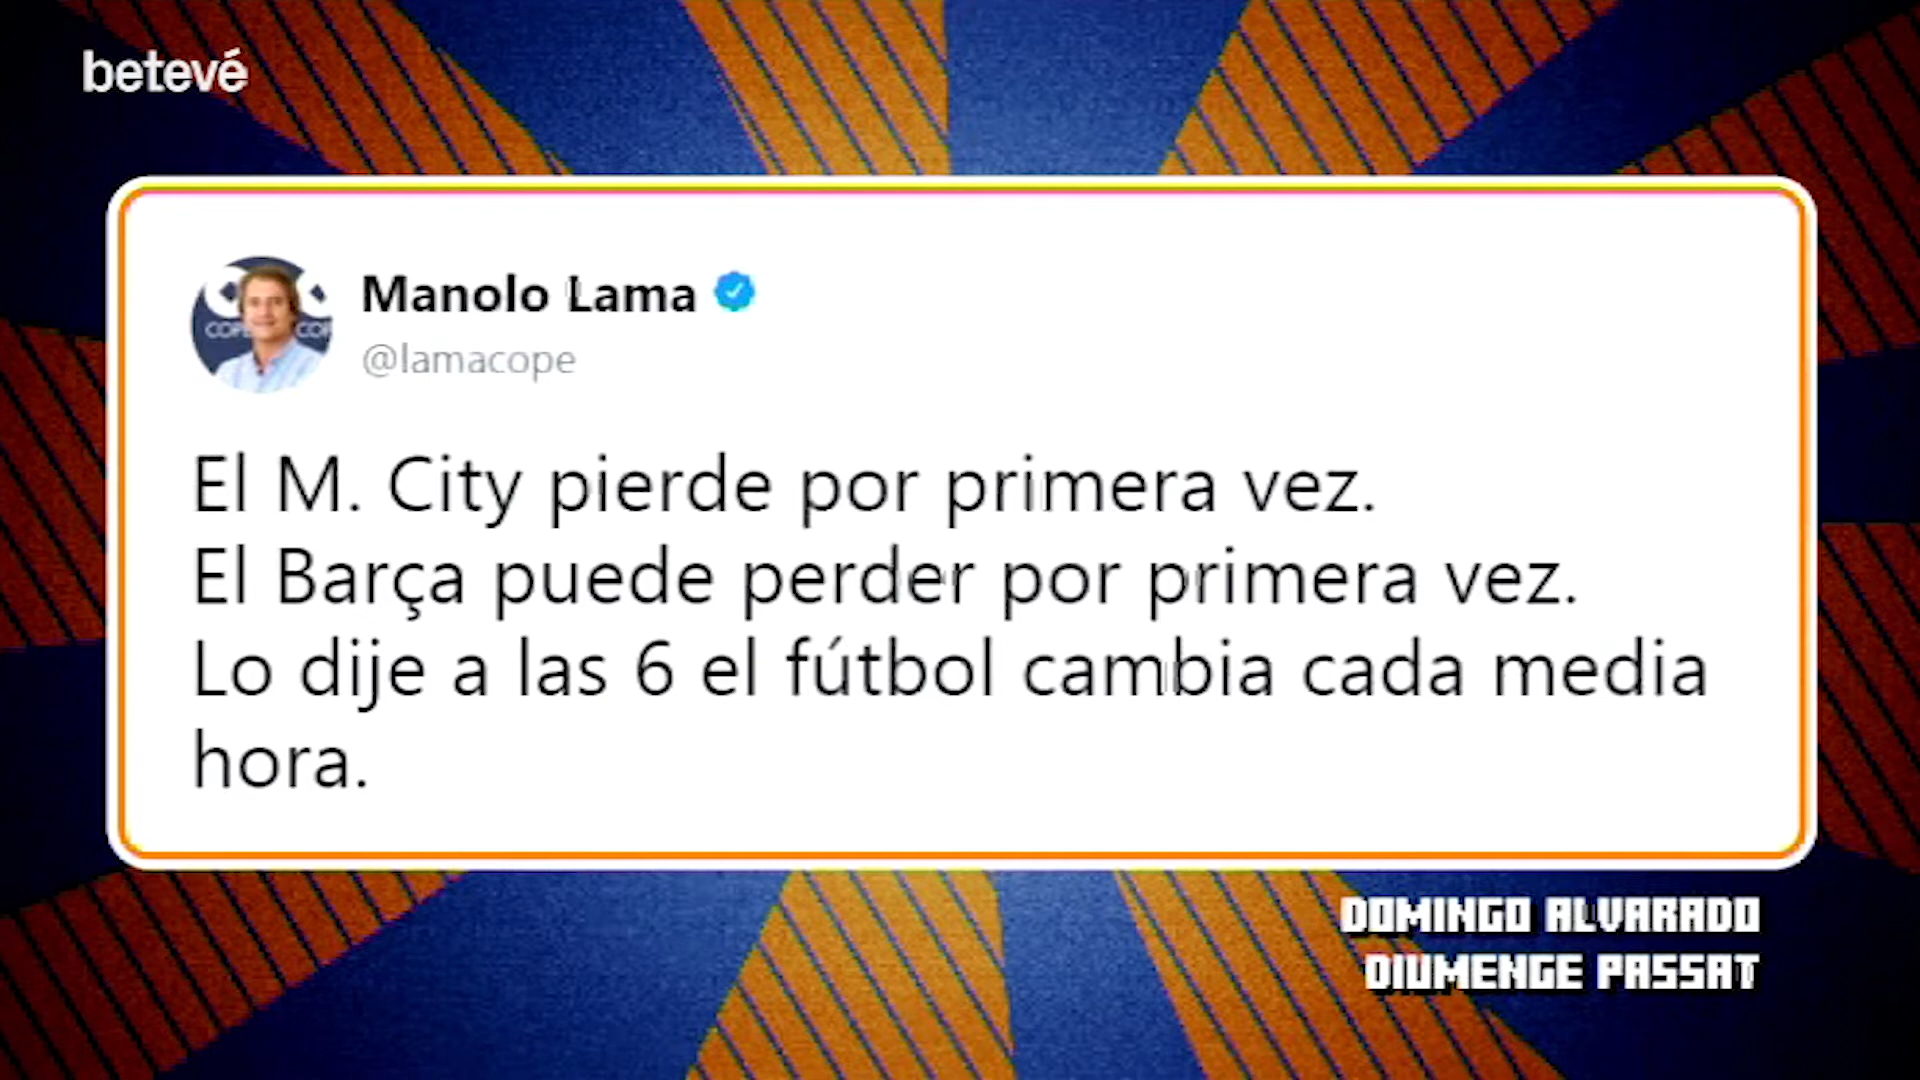 betevé
Manolo Lama
@lamacope
El M. City pierde por primera vez.
El Barça puede perder por primera vez.
Lo dije a las 6 el fútbol cambia cada media
hora.
DOMINGO ALVARADO
DIUMENGE PASSAT